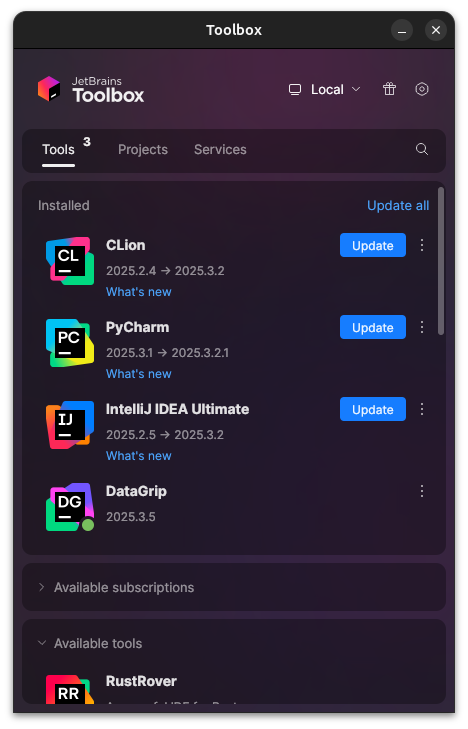 Toolbox
JetBrains
Toolbox
Local
Tools 3 Projects Services
Installed Update all
CL
CLion
Update
2025.2.4 → 2025.3.2
What's new
PC
PyCharm
Update
2025.3.1 → 2025.3.2.1
What's new
IJ
IntelliJ IDEA Ultimate
Update
2025.2.5 → 2025.3.2
What's new
DG
DataGrip
2025.3.5
Available subscriptions
Available tools
RR
RustRover